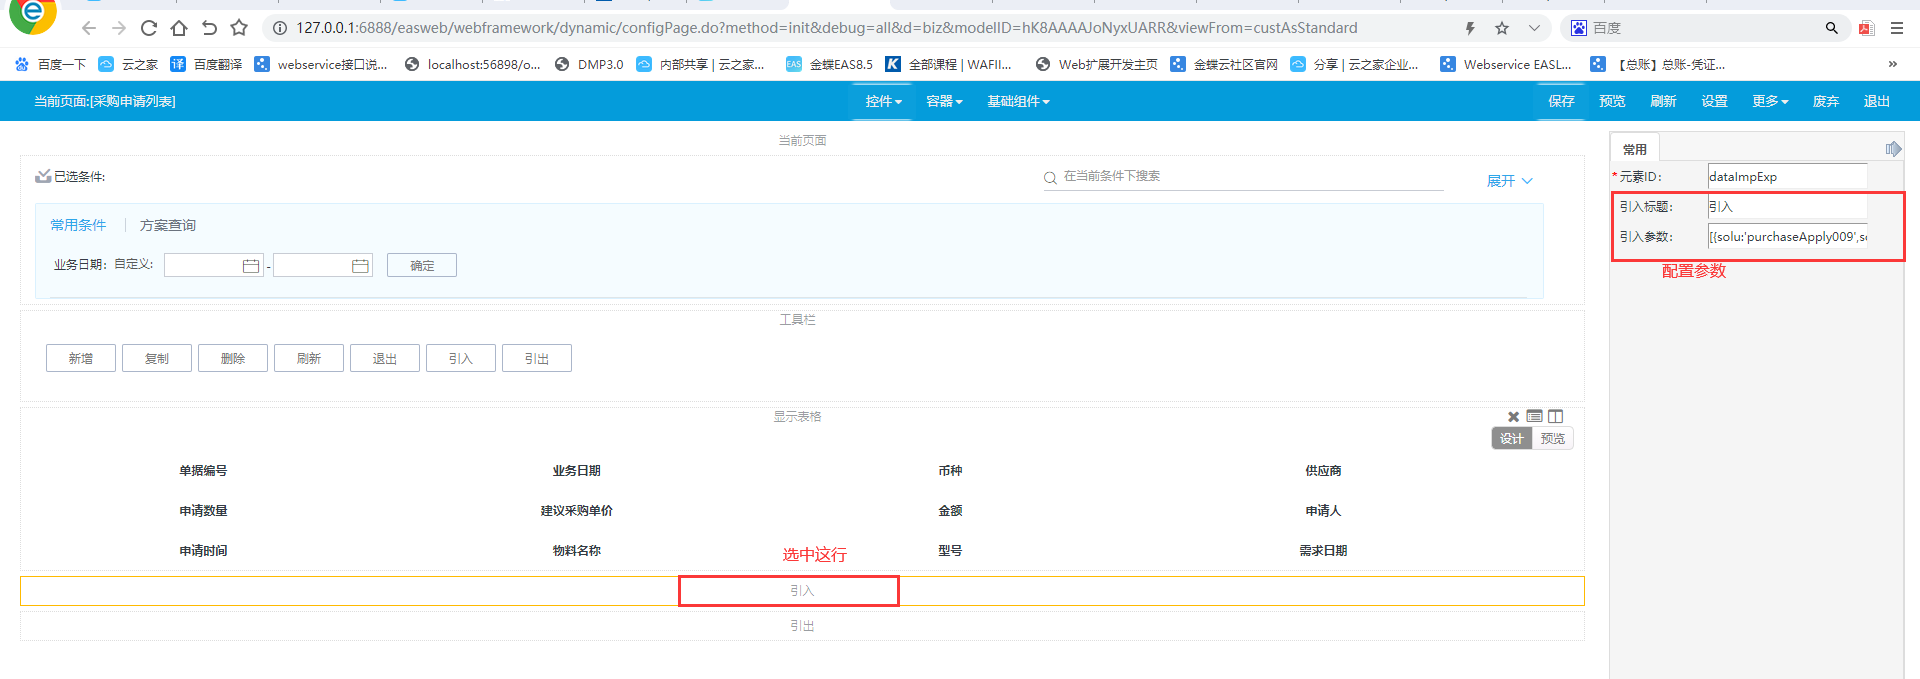 127.0.0.1:6888/easweb/webframework/dynamic/configPage.do?method=init&debug=all&d=biz&modelID=hK8AAAAJoNyxUARR&viewFrom=custAsStandard
百度
百度一下 云之家 译 百度翻译 webservice接口说... localhost:56898/o... DMP3.0 内部共享 | 云之家... EAS 金蝶EAS8.5 K 全部课程 | WAFII... Web扩展开发主页 金蝶云社区官网 分享 | 云之家企业... Webservice EASL... 【总账】总账-凭证... »
当前页面:[采购申请列表] 控件 容器 基础组件 保存 预览 刷新 设置 更多 废弃 退出
当前页面
常用
已选条件: 在当前条件下搜索 展开
*元素ID: dataImpExp
引入标题: 引入
常用条件 方案查询
引入参数: [{solu:'purchaseApply009',sc
业务日期: 自定义: - 确定
配置参数
工具栏
新增 复制 删除 刷新 退出 引入 引出
显示表格
设计 预览
单据编号 业务日期 币种 供应商
申请数量 建议采购单价 金额 申请人
申请时间 物料名称 型号 需求日期
选中这行
引入
引出